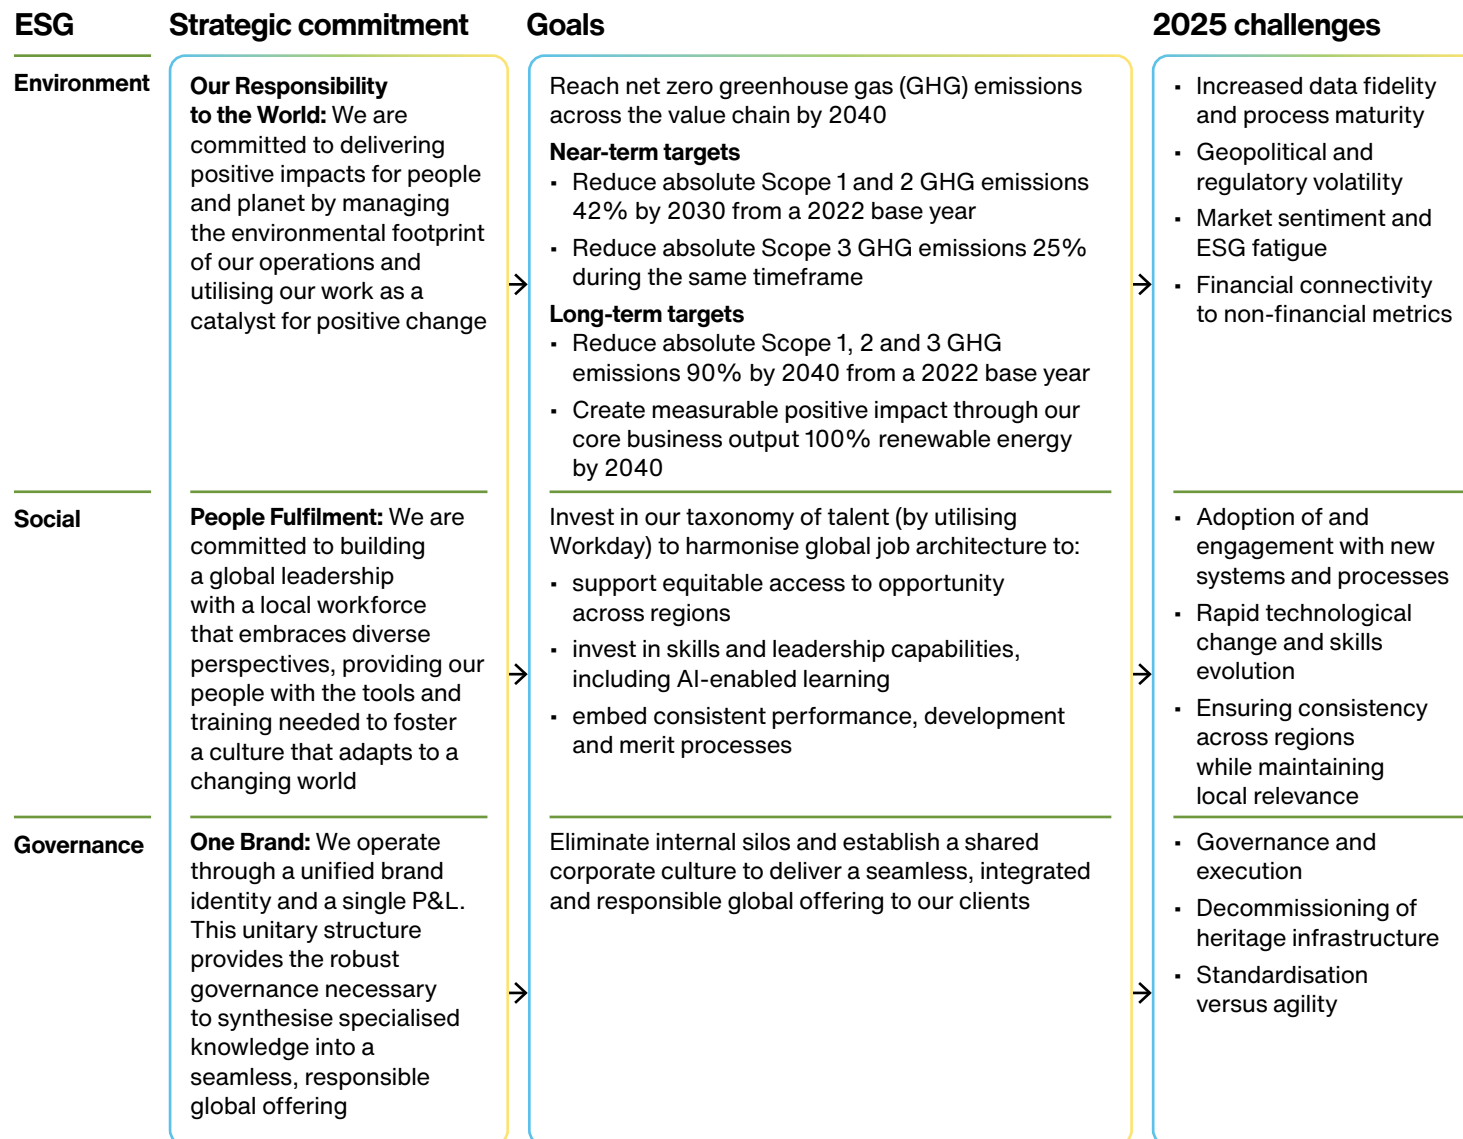 ESG
Strategic commitment
Goals
2025 challenges
Environment
Our Responsibility
to the World: We are
committed to delivering
positive impacts for people
and planet by managing
the environmental footprint
of our operations and
utilising our work as a
catalyst for positive change
Reach net zero greenhouse gas (GHG) emissions
across the value chain by 2040
Near-term targets
▪ Reduce absolute Scope 1 and 2 GHG emissions
42% by 2030 from a 2022 base year
▪ Reduce absolute Scope 3 GHG emissions 25%
during the same timeframe
Long-term targets
▪ Reduce absolute Scope 1, 2 and 3 GHG
emissions 90% by 2040 from a 2022 base year
▪ Create measurable positive impact through our
core business output 100% renewable energy
by 2040
▪ Increased data fidelity
and process maturity
▪ Geopolitical and
regulatory volatility
▪ Market sentiment and
ESG fatigue
▪ Financial connectivity
to non-financial metrics
Social
People Fulfilment: We are
committed to building
a global leadership
with a local workforce
that embraces diverse
perspectives, providing our
people with the tools and
training needed to foster
a culture that adapts to a
changing world
Invest in our taxonomy of talent (by utilising
Workday) to harmonise global job architecture to:
▪ support equitable access to opportunity
across regions
▪ invest in skills and leadership capabilities,
including AI-enabled learning
▪ embed consistent performance, development
and merit processes
▪ Adoption of and
engagement with new
systems and processes
▪ Rapid technological
change and skills
evolution
▪ Ensuring consistency
across regions
while maintaining
local relevance
Governance
One Brand: We operate
through a unified brand
identity and a single P&L.
This unitary structure
provides the robust
governance necessary
to synthesise specialised
knowledge into a
seamless, responsible
global offering
Eliminate internal silos and establish a shared
corporate culture to deliver a seamless, integrated
and responsible global offering to our clients
▪ Governance and
execution
▪ Decommissioning of
heritage infrastructure
▪ Standardisation
versus agility